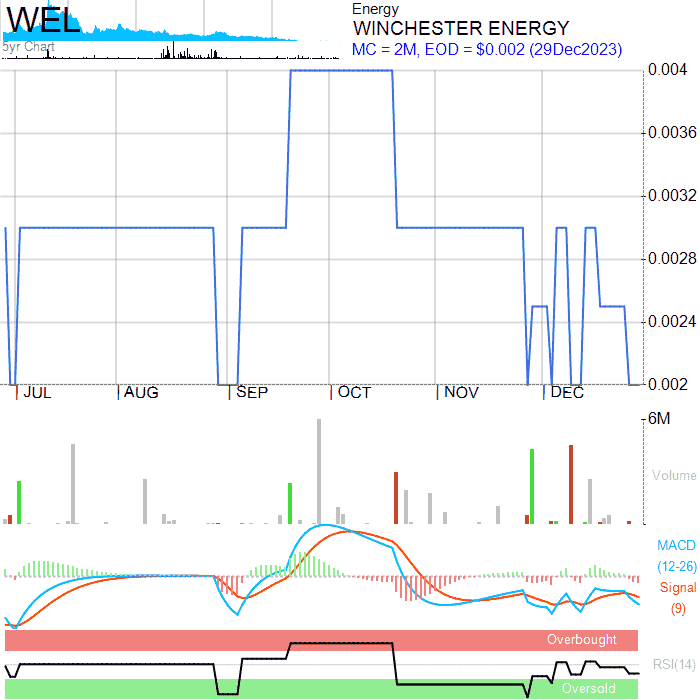 WEL
5yr Chart
Energy
WINCHESTER ENERGY
MC = 2M, EOD = $0.002 (29Dec2023)
0.004
0.0036
0.0032
0.0028
0.0024
0.002
JUL AUG SEP OCT NOV DEC
6M
Volume
MACD
(12-26)
Signal
(9)
Overbought
RSI(14)
Oversold